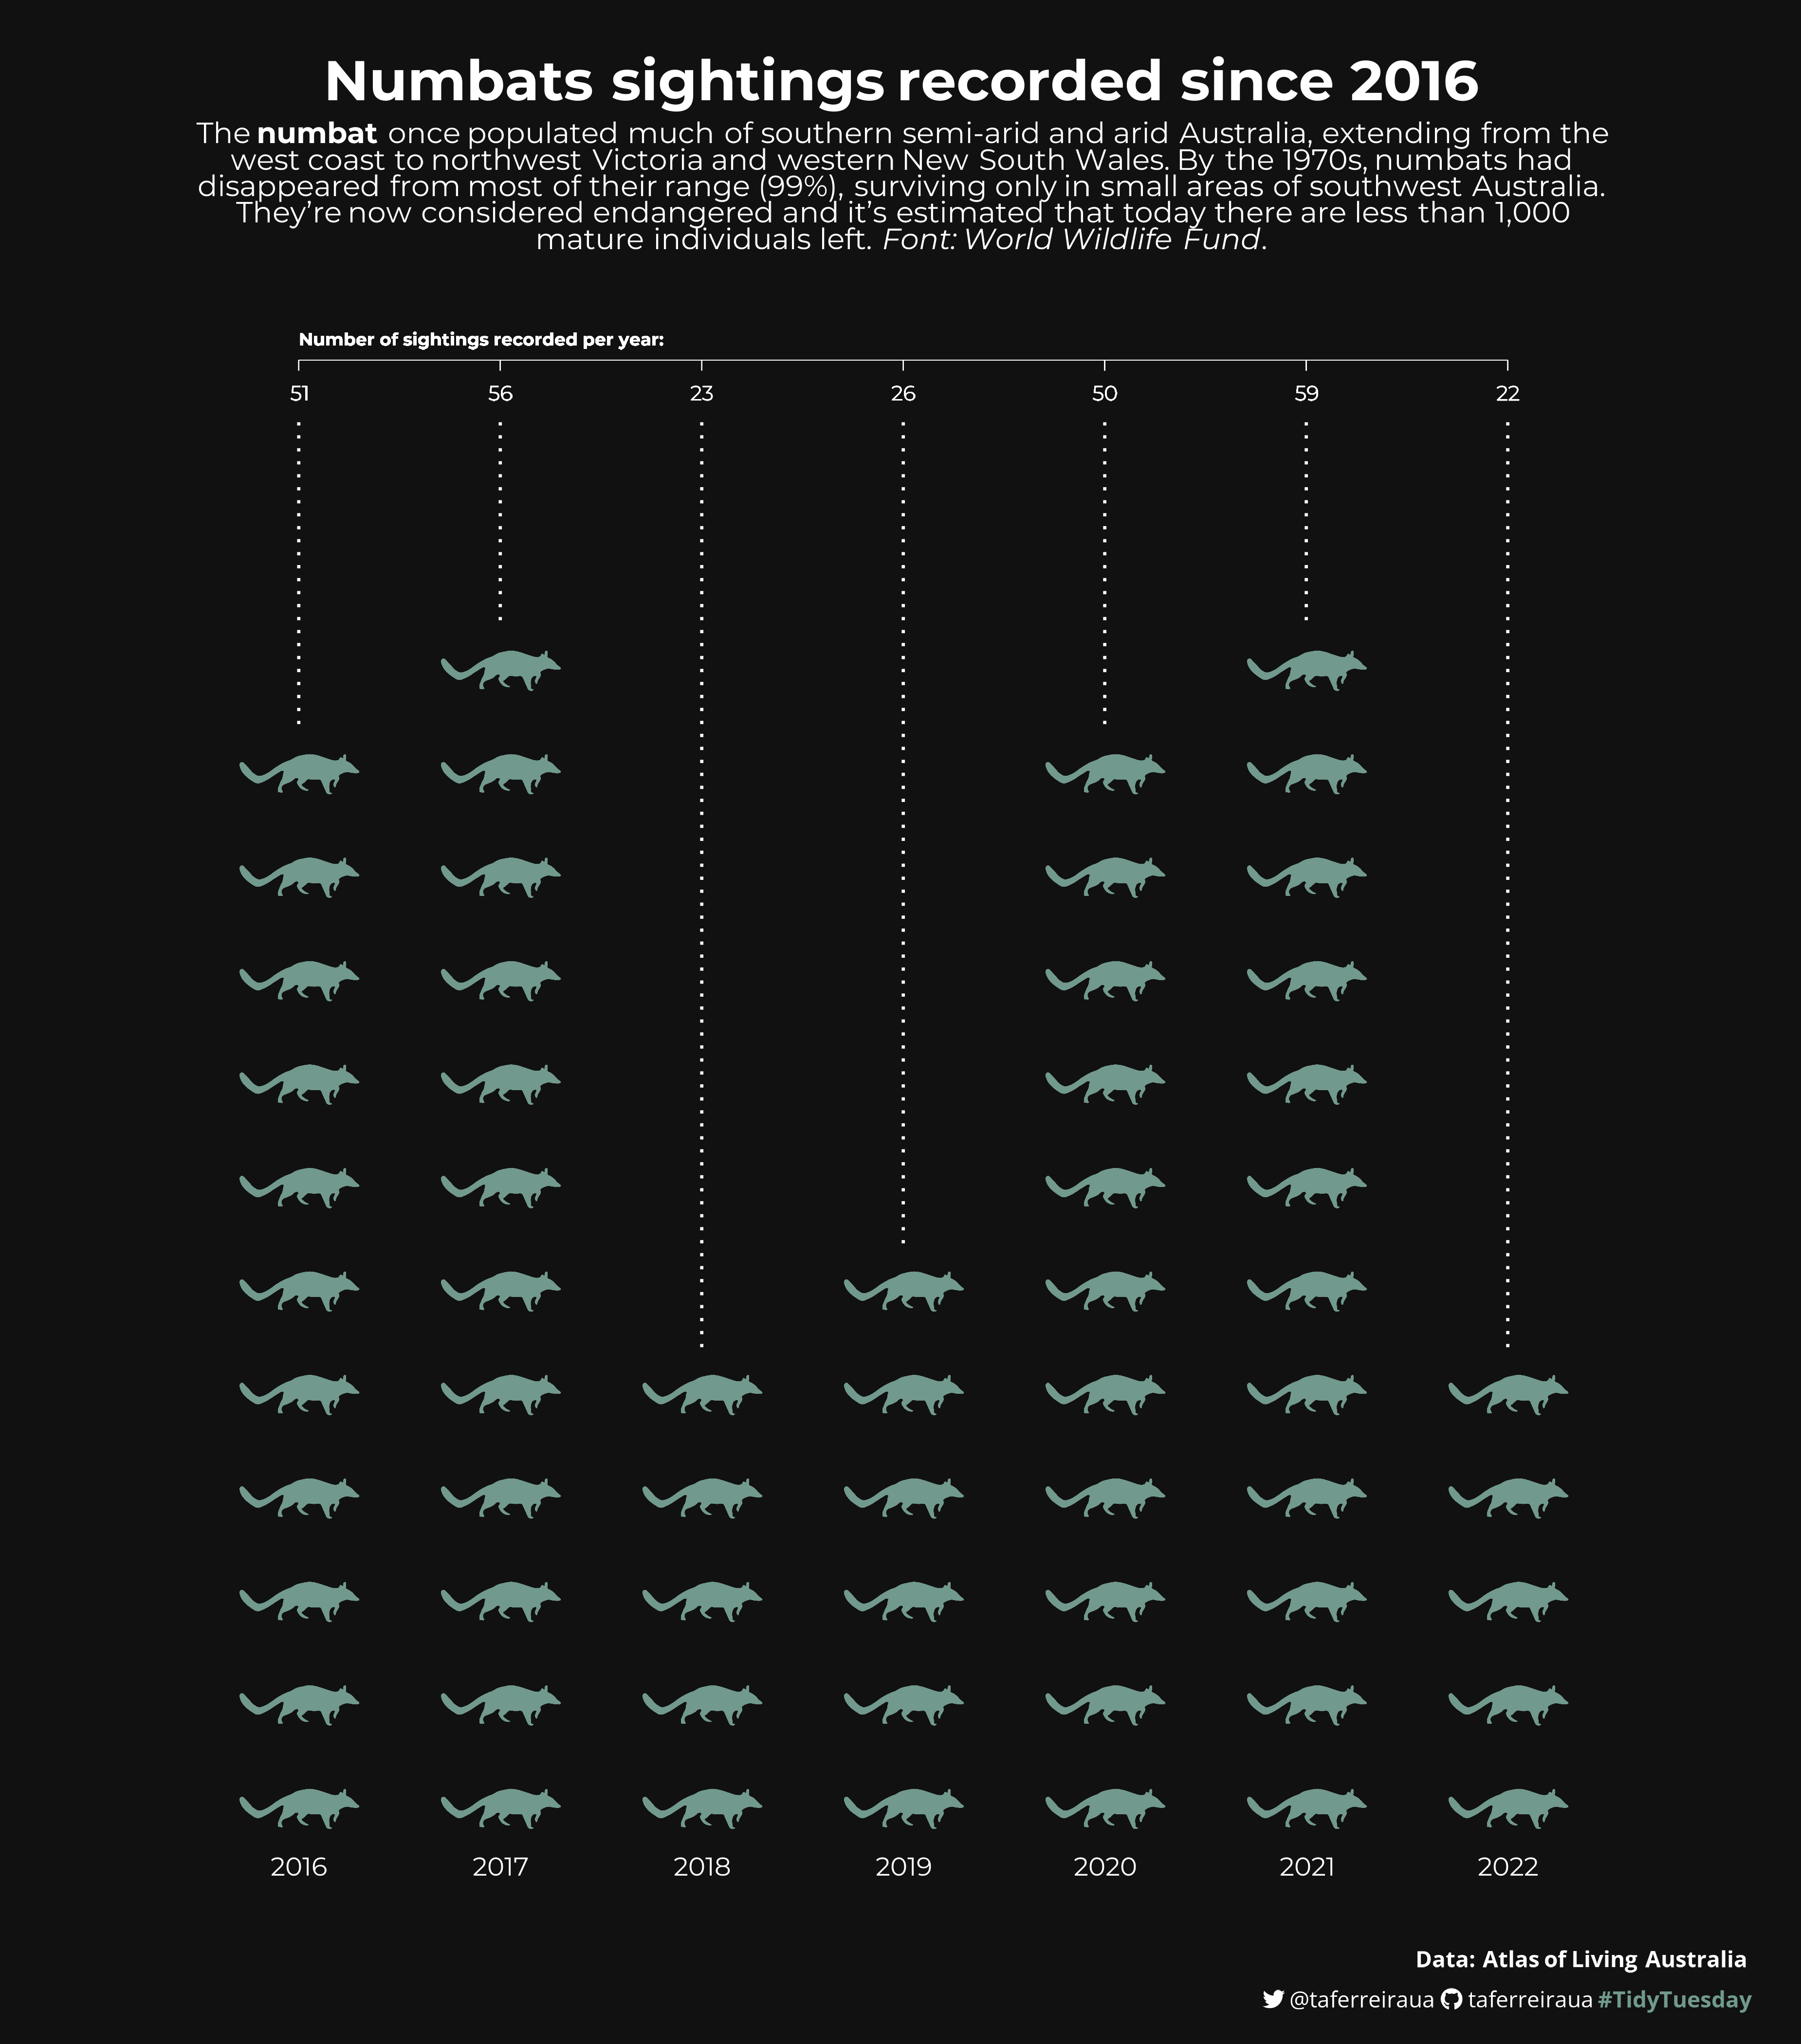 Numbats sightings recorded since 2016
The numbat once populated much of southern semi-arid and arid Australia, extending from the
west coast to northwest Victoria and western New South Wales. By the 1970s, numbats had
disappeared from most of their range (99%), surviving only in small areas of southwest Australia.
They’re now considered endangered and it’s estimated that today there are less than 1,000
mature individuals left. Font: World Wildlife Fund.
Number of sightings recorded per year:
51 56 23 26 50 59 22
2016 2017 2018 2019 2020 2021 2022
Data: Atlas of Living Australia
@taferreiraua taferreiraua #TidyTuesday